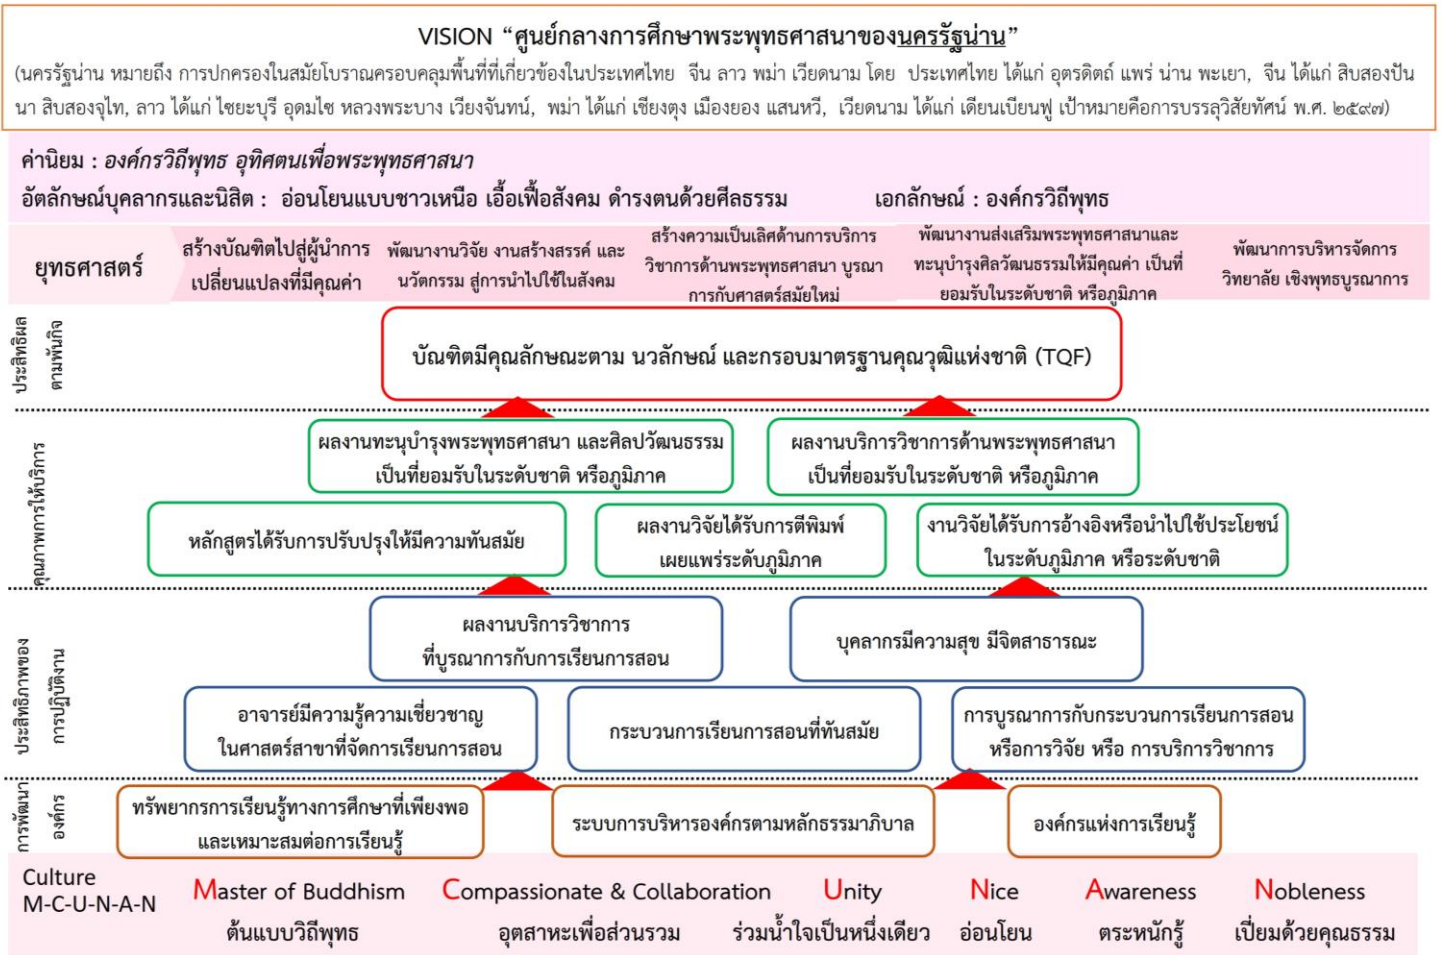 VISION “ศูนย์กลางการศึกษาพระพุทธศาสนาของนครรัฐน่าน”
(นครรัฐน่าน หมายถึง การปกครองในสมัยโบราณครอบคลุมพื้นที่ที่เกี่ยวข้องในประเทศไทย จีน ลาว พม่า เวียดนาม โดย ประเทศไทย ได้แก่ อุตรดิตถ์ แพร่ น่าน พะเยา, จีน ได้แก่ สิบสองปัน
นา สิบสองจุไท, ลาว ได้แก่ ไชยะบุรี อุดมไซ หลวงพระบาง เวียงจันทน์, พม่า ได้แก่ เชียงตุง เมืองยอง แสนหวี, เวียดนาม ได้แก่ เดียนเบียนฟู เป้าหมายคือการบรรลุวิสัยทัศน์ พ.ศ. ๒๕๙๗)
ค่านิยม : องค์กรวิถีพุทธ อุทิศตนเพื่อพระพุทธศาสนา
อัตลักษณ์บุคลากรและนิสิต : อ่อนโยนแบบชาวเหนือ เอื้อเฟื้อสังคม ดำรงตนด้วยศีลธรรม เอกลักษณ์ : องค์กรวิถีพุทธ
ยุทธศาสตร์
สร้างบัณฑิตไปสู่ผู้นำการ
เปลี่ยนแปลงที่มีคุณค่า
พัฒนางานวิจัย งานสร้างสรรค์ และ
นวัตกรรม สู่การนำไปใช้ในสังคม
สร้างความเป็นเลิศด้านการบริการ
วิชาการด้านพระพุทธศาสนา บูรณา
การกับศาสตร์สมัยใหม่
พัฒนางานส่งเสริมพระพุทธศาสนาและ
ทะนุบำรุงศิลวัฒนธรรมให้มีคุณค่า เป็นที่
ยอมรับในระดับชาติ หรือภูมิภาค
พัฒนาการบริหารจัดการ
วิทยาลัย เชิงพุทธบูรณาการ
ประสิทธิผล
ตามพันกิจ
บัณฑิตมีคุณลักษณะตาม นวลักษณ์ และกรอบมาตรฐานคุณวุฒิแห่งชาติ (TQF)
คุณภาพการให้บริการ
ผลงานทะนุบำรุงพระพุทธศาสนา และศิลปวัฒนธรรม
เป็นที่ยอมรับในระดับชาติ หรือภูมิภาค
ผลงานบริการวิชาการด้านพระพุทธศาสนา
เป็นที่ยอมรับในระดับชาติ หรือภูมิภาค
หลักสูตรได้รับการปรับปรุงให้มีความทันสมัย
ผลงานวิจัยได้รับการตีพิมพ์
เผยแพร่ระดับภูมิภาค
งานวิจัยได้รับการอ้างอิงหรือนำไปใช้ประโยชน์
ในระดับภูมิภาค หรือระดับชาติ
ประสิทธิภาพของ
การปฏิบัติงาน
ผลงานบริการวิชาการ
ที่บูรณาการกับการเรียนการสอน
บุคลากรมีความสุข มีจิตสาธารณะ
อาจารย์มีความรู้ความเชี่ยวชาญ
ในศาสตร์สาขาที่จัดการเรียนการสอน
กระบวนการเรียนการสอนที่ทันสมัย
การบูรณาการกับกระบวนการเรียนการสอน
หรือการวิจัย หรือ การบริการวิชาการ
การพัฒนา
องค์กร
ทรัพยากรการเรียนรู้ทางการศึกษาที่เพียงพอ
และเหมาะสมต่อการเรียนรู้
ระบบการบริหารองค์กรตามหลักธรรมาภิบาล
องค์กรแห่งการเรียนรู้
Culture
M-C-U-N-A-N
Master of Buddhism
ต้นแบบวิถีพุทธ
Compassionate & Collaboration
อุตสาหะเพื่อส่วนรวม
Unity
ร่วมน้ำใจเป็นหนึ่งเดียว
Nice
อ่อนโยน
Awareness
ตระหนักรู้
Nobleness
เปี่ยมด้วยคุณธรรม